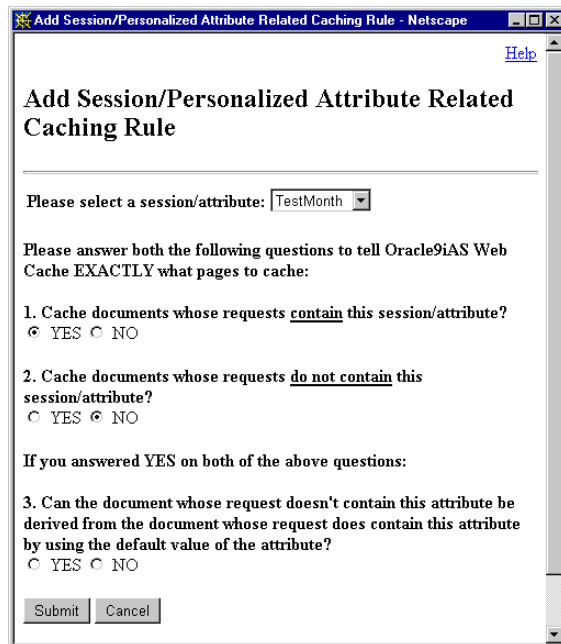 Add Session/Personalized Attribute Related Caching Rule - Netscape
Help
Add Session/Personalized Attribute Related
Caching Rule
Please select a session/attribute: TestMonth
Please answer both the following questions to tell Oracle9iAS Web
Cache EXACTLY what pages to cache:
1. Cache documents whose requests contain this session/attribute?
YES NO
2. Cache documents whose requests do not contain this
session/attribute?
YES NO
If you answered YES on both of the above questions:
3. Can the document whose request doesn't contain this attribute be
derived from the document whose request does contain this attribute
by using the default value of the attribute?
YES NO
Submit Cancel